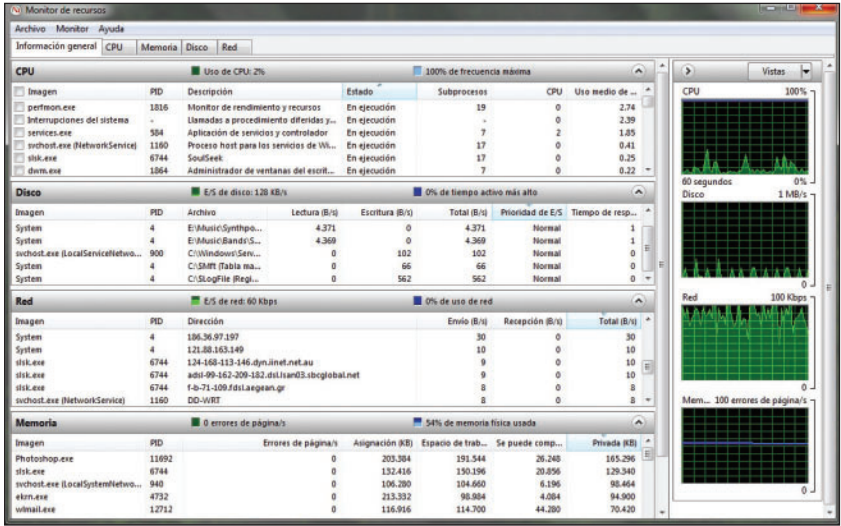 Monitor de recursos
Archivo Monitor Ayuda
Información general CPU Memoria Disco Red
CPU Uso de CPU: 2% 100% de frecuencia máxima
Imagen PID Descripción Estado Subprocesos CPU Uso medio de ...
perfmon.exe 1816 Monitor de rendimiento y recursos En ejecución 19 0 2.74
Interrupciones del sistema - Llamadas a procedimiento diferidas y... En ejecución - 0 2.39
services.exe 584 Aplicación de servicios y controlador En ejecución 7 2 1.85
svchost.exe (NetworkService) 1160 Proceso host para los servicios de Wi... En ejecución 17 0 0.41
slsk.exe 6744 SoulSeek En ejecución 17 0 0.25
dwm.exe 1864 Administrador de ventanas del escrit... En ejecución 7 0 0.22
Disco E/S de disco: 128 KB/s 0% de tiempo activo más alto
Imagen PID Archivo Lectura (B/s) Escritura (B/s) Total (B/s) Prioridad de E/S Tiempo de resp...
System 4 E:\Music\Synthpo... 4.371 0 4.371 Normal 1
System 4 E:\Music\Bands\S... 4.369 0 4.369 Normal 1
svchost.exe (LocalServiceNetwo... 900 C:\Windows\Serv... 0 102 102 Normal 0
System 4 C:\$Mft (Tabla ma... 0 66 66 Normal 0
System 4 C:\$LogFile (Regi... 0 562 562 Normal 0
Red E/S de red: 60 Kbps 0% de uso de red
Imagen PID Dirección Envío (B/s) Recepción (B/s) Total (B/s)
System 4 186.36.97.197 30 0 30
System 4 121.88.163.149 10 0 10
slsk.exe 6744 124-168-113-146.dyn.iinet.net.au 9 0 10
slsk.exe 6744 adsl-99-162-209-182.dsl.lsan03.sbcglobal.net 9 0 10
slsk.exe 6744 f-b-71-109.fdsl.aegean.gr 8 0 8
svchost.exe (NetworkService) 1160 DD-WRT 8 0 8
Memoria 0 errores de página/s 54% de memoria física usada
Imagen PID Errores de página/s Asignación (KB) Espacio de trab... Se puede comp... Privada (KB)
Photoshop.exe 11692 0 203.384 191.544 26.248 165.296
slsk.exe 6744 0 132.416 150.196 20.856 129.340
svchost.exe (LocalSystemNetwo... 940 0 106.280 104.660 6.196 98.464
ekrn.exe 4732 0 213.332 98.984 4.084 94.900
wlmail.exe 12712 0 116.916 114.700 44.280 70.420
Vistas
CPU 100%
60 segundos 0%
Disco 1 MB/s
0
Red 100 Kbps
0
Mem... 100 errores de página/s
0